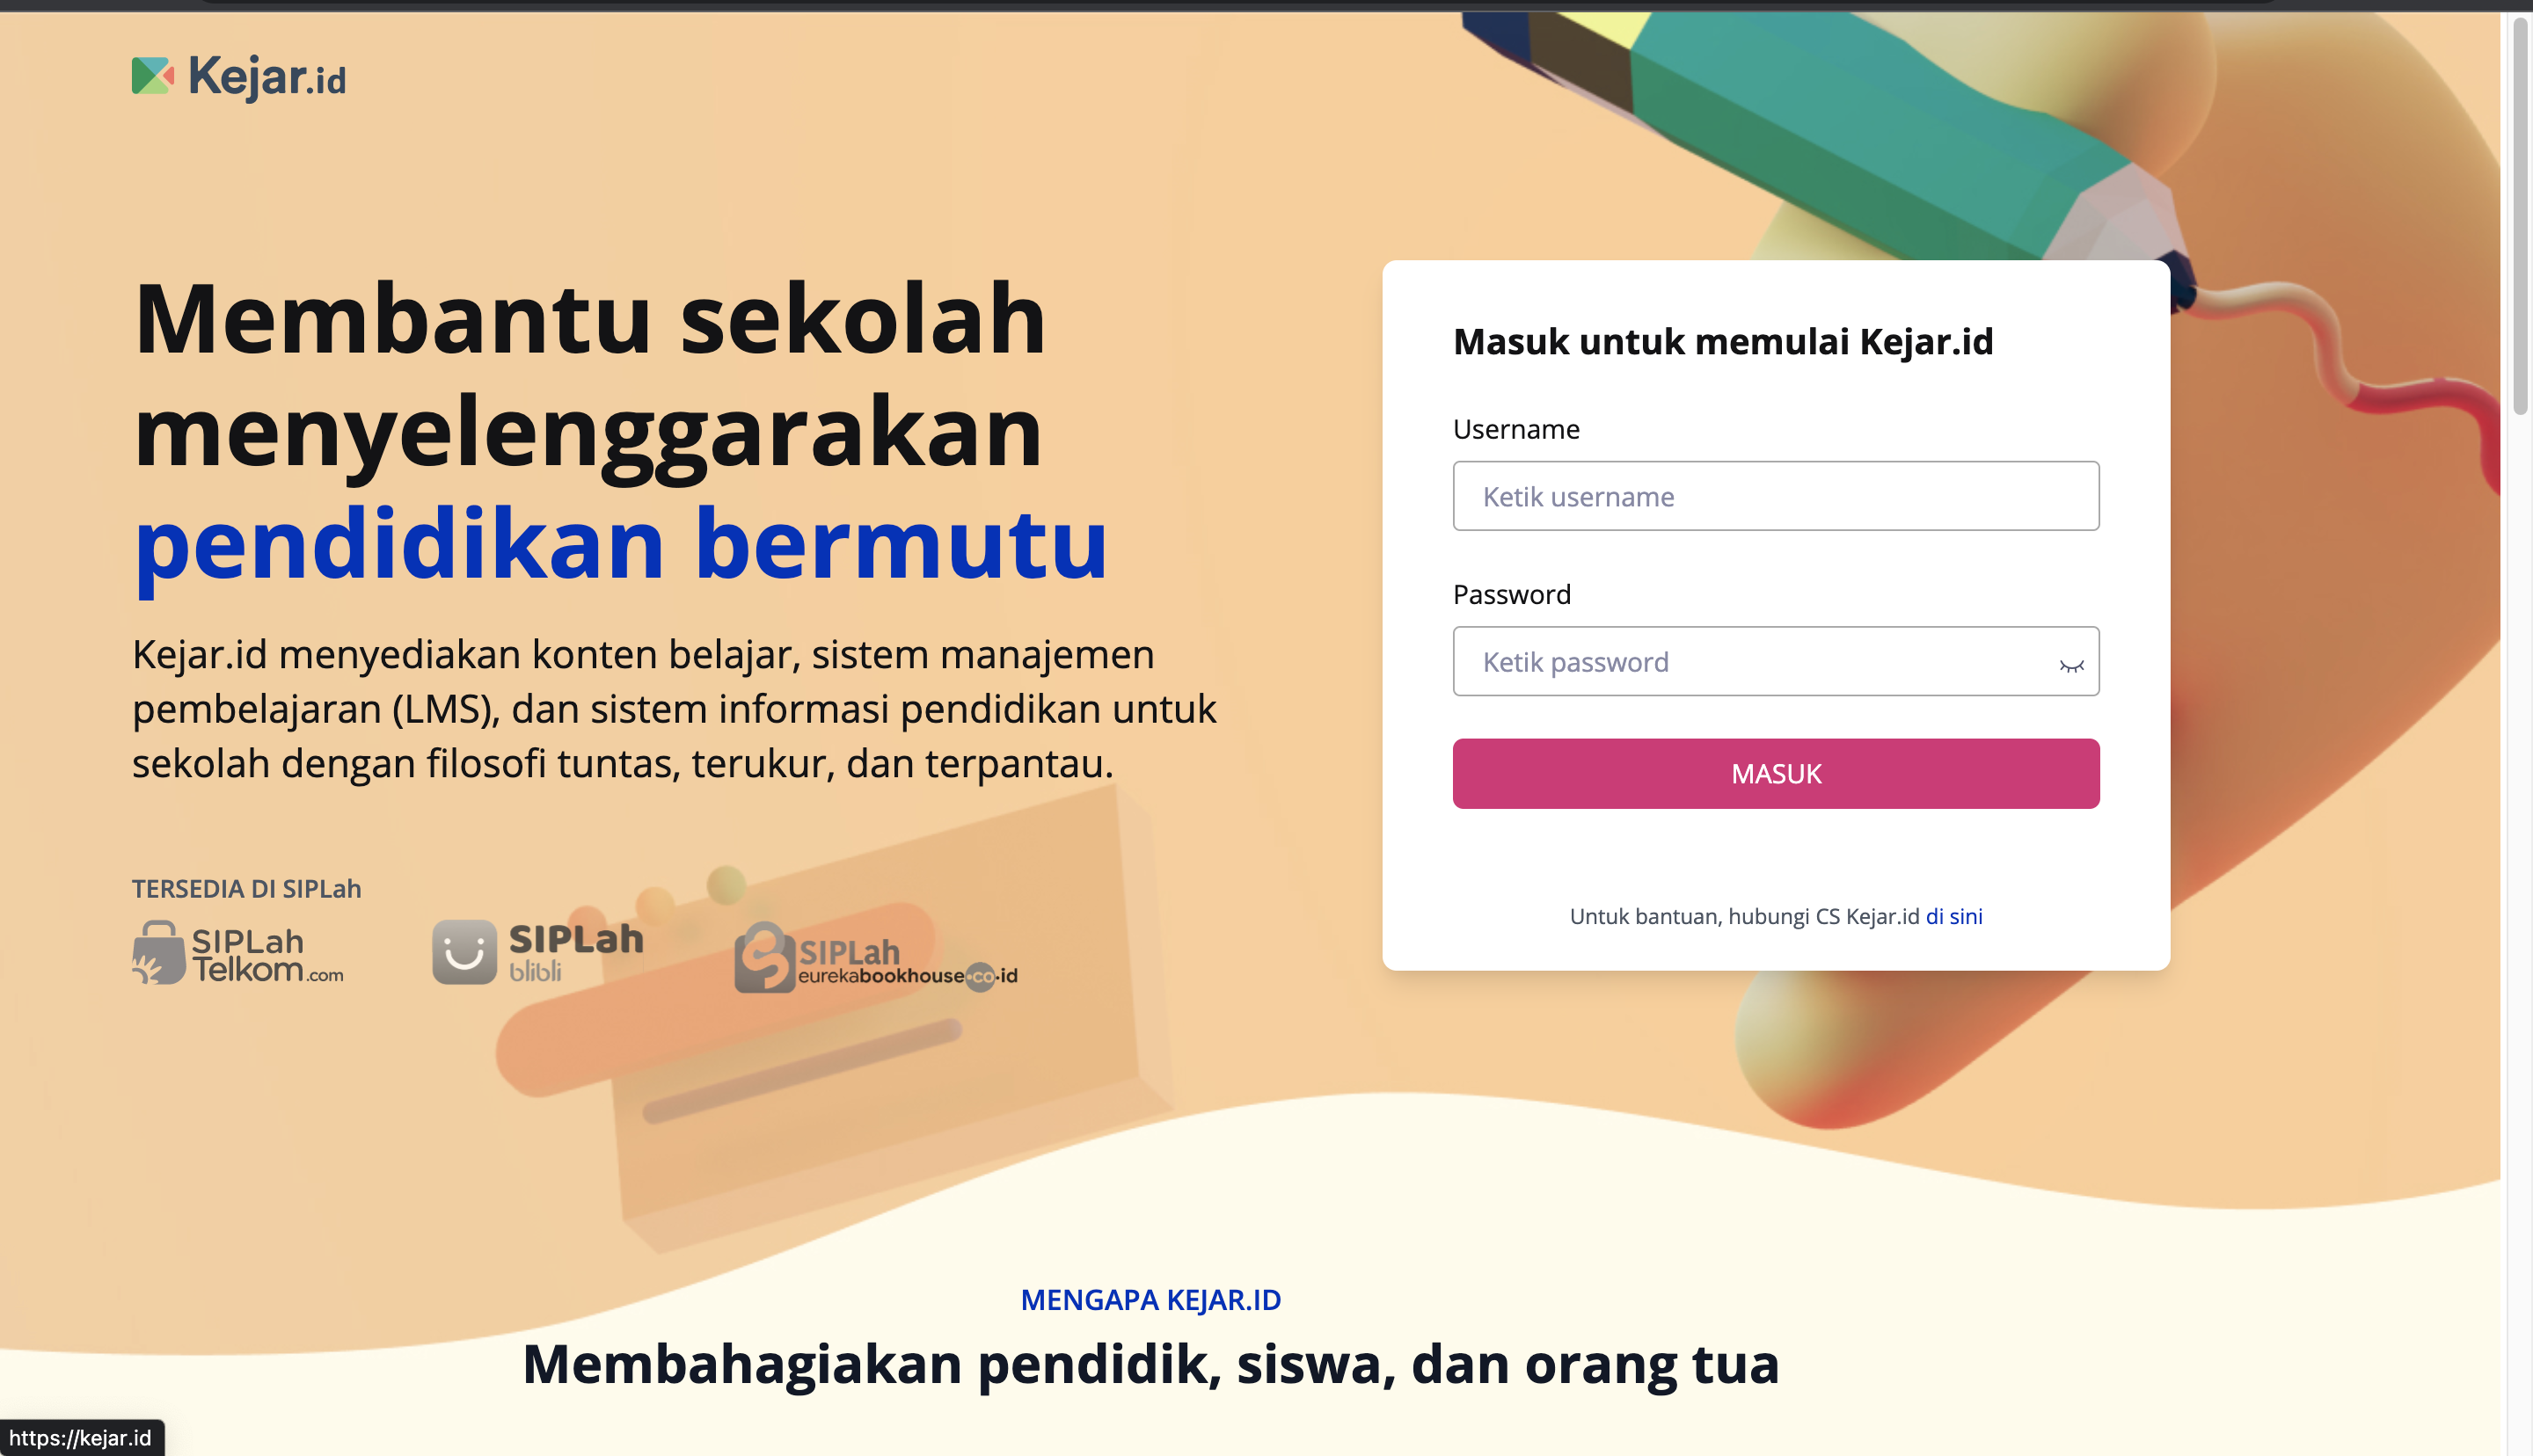 Kejar.id
Membantu sekolah
menyelenggarakan
pendidikan bermutu
Kejar.id menyediakan konten belajar, sistem manajemen
pembelajaran (LMS), dan sistem informasi pendidikan untuk
sekolah dengan filosofi tuntas, terukur, dan terpantau.
TERSEDIA DI SIPLah
SIPLah
Telkom.com
SIPLah
blibli
SIPLah
eurekabookhouse.co.id
Masuk untuk memulai Kejar.id
Username
Ketik username
Password
Ketik password
MASUK
Untuk bantuan, hubungi CS Kejar.id di sini
MENGAPA KEJAR.ID
Membahagiakan pendidik, siswa, dan orang tua
https://kejar.id